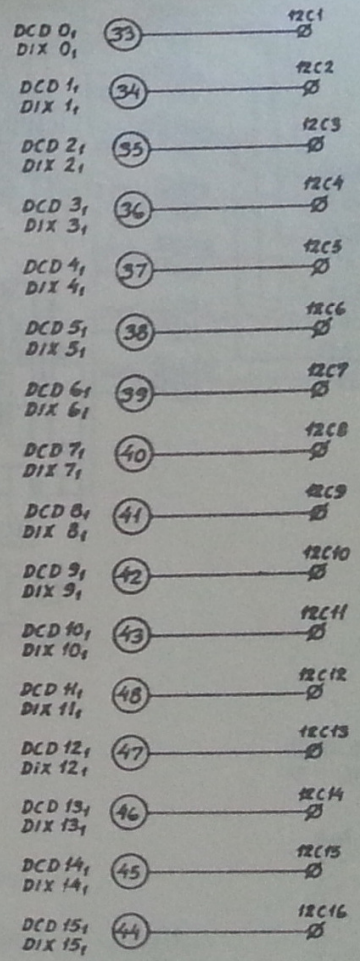 12C1
DCD 0₁ 33
DIX 0₁
12C2
DCD 1₁ 34
DIX 1₁
12C3
DCD 2₁ 35
DIX 2₁
12C4
DCD 3₁ 36
DIX 3₁
12C5
DCD 4₁ 37
DIX 4₁
12C6
DCD 5₁ 38
DIX 5₁
12C7
DCD 6₁ 39
DIX 6₁
12C8
DCD 7₁ 40
DIX 7₁
12C9
DCD 8₁ 41
DIX 8₁
12C10
DCD 9₁ 42
DIX 9₁
12C11
DCD 10₁ 43
DIX 10₁
12C12
DCD 11₁ 48
DIX 11₁
12C13
DCD 12₁ 47
DIX 12₁
12C14
DCD 13₁ 46
DIX 13₁
12C15
DCD 14₁ 45
DIX 14₁
12C16
DCD 15₁ 44
DIX 15₁